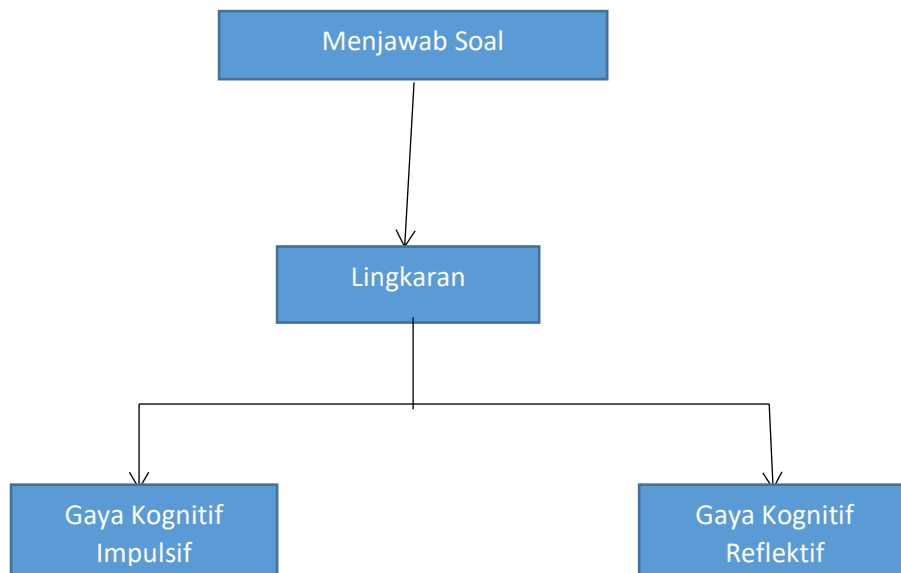 Menjawab Soal
Lingkaran
Gaya Kognitif
Impulsif
Gaya Kognitif
Reflektif